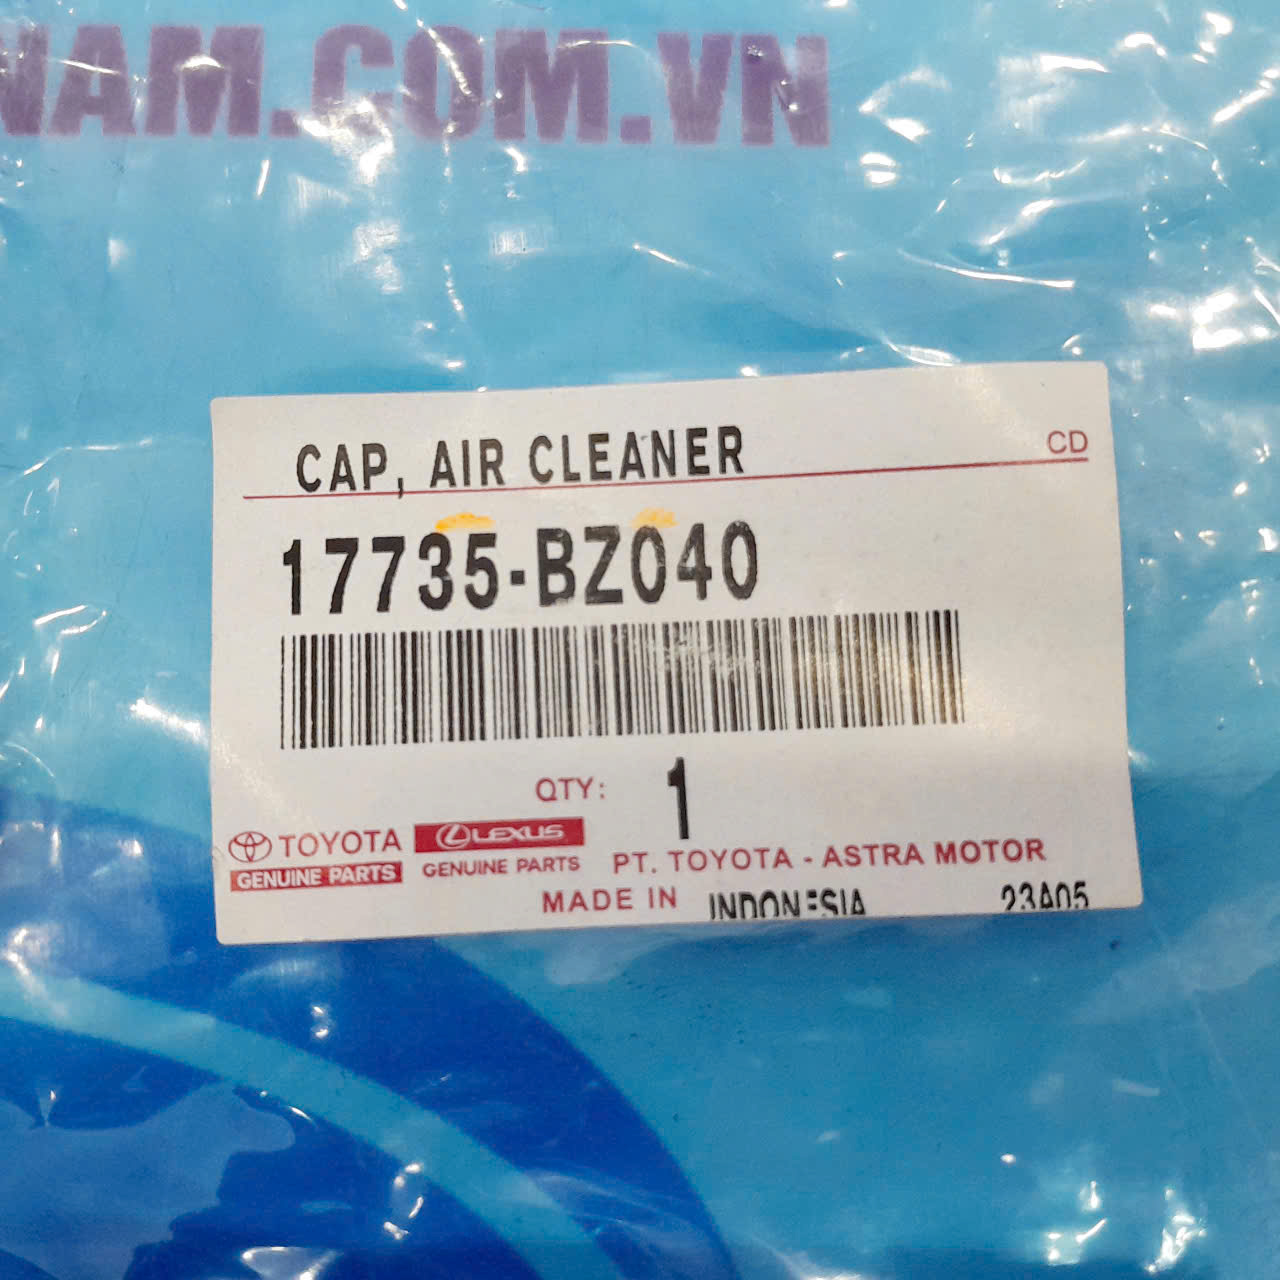 NAM.COM.VN
CAP, AIR CLEANER
CD
17735-BZ040
QTY: 1
TOYOTA
GENUINE PARTS
LEXUS
GENUINE PARTS
PT. TOYOTA - ASTRA MOTOR
MADE IN INDONESIA 23A05